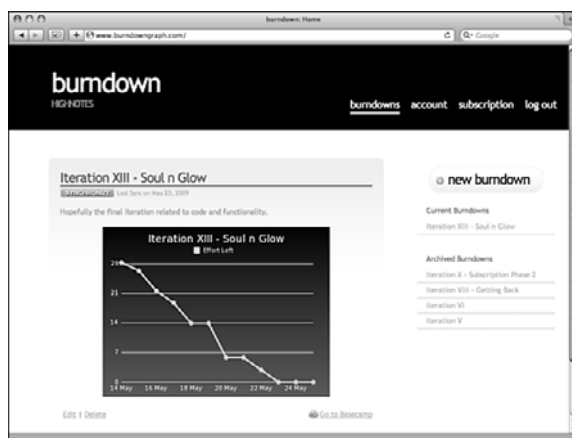 burndown: Home
www.burndowngraph.com/
Google
burndown
HIGHNOTES
burndowns account subscription log out
Iteration XIII - Soul n Glow
SYNCHRONIZE Last Sync on May 25, 2009
Hopefully the final iteration related to code and functionality.
Iteration XIII - Soul n Glow
Effort Left
29
21
14
7
0
14 May 16 May 18 May 20 May 22 May 24 May
Edit | Delete
Go to Basecamp
new burndown
Current Burndowns
Iteration XIII - Soul n Glow
Archived Burndowns
Iteration X - Subscription Phase 2
Iteration VIII - Getting Back
Iteration VI
Iteration V